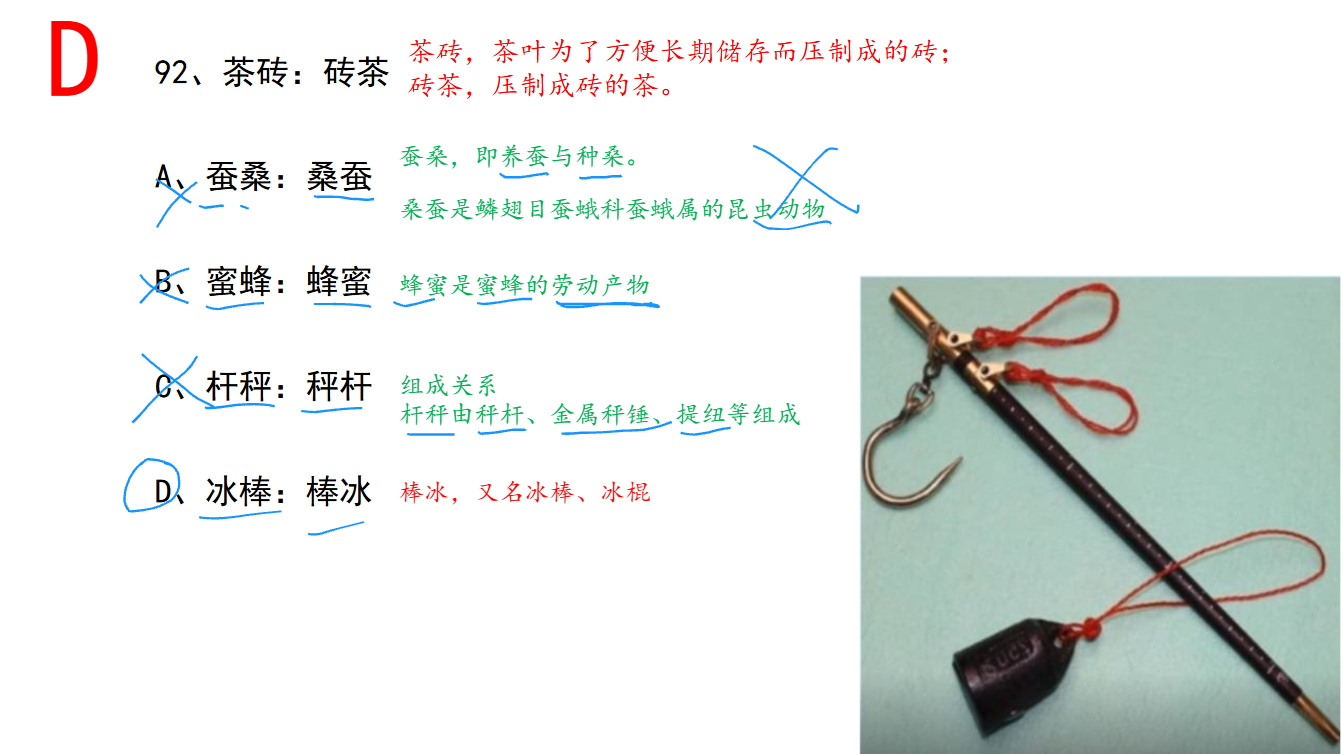 D
92、茶砖：砖茶
茶砖，茶叶为了方便长期储存而压制成的砖；
砖茶，压制成砖的茶。
A、蚕桑：桑蚕
蚕桑，即养蚕与种桑。
桑蚕是鳞翅目蚕蛾科蚕蛾属的昆虫动物
B、蜜蜂：蜂蜜
蜂蜜是蜜蜂的劳动产物
C、杆秤：秤杆
组成关系
杆秤由秤杆、金属秤锤、提纽等组成
D、冰棒：棒冰
棒冰，又名冰棒、冰棍